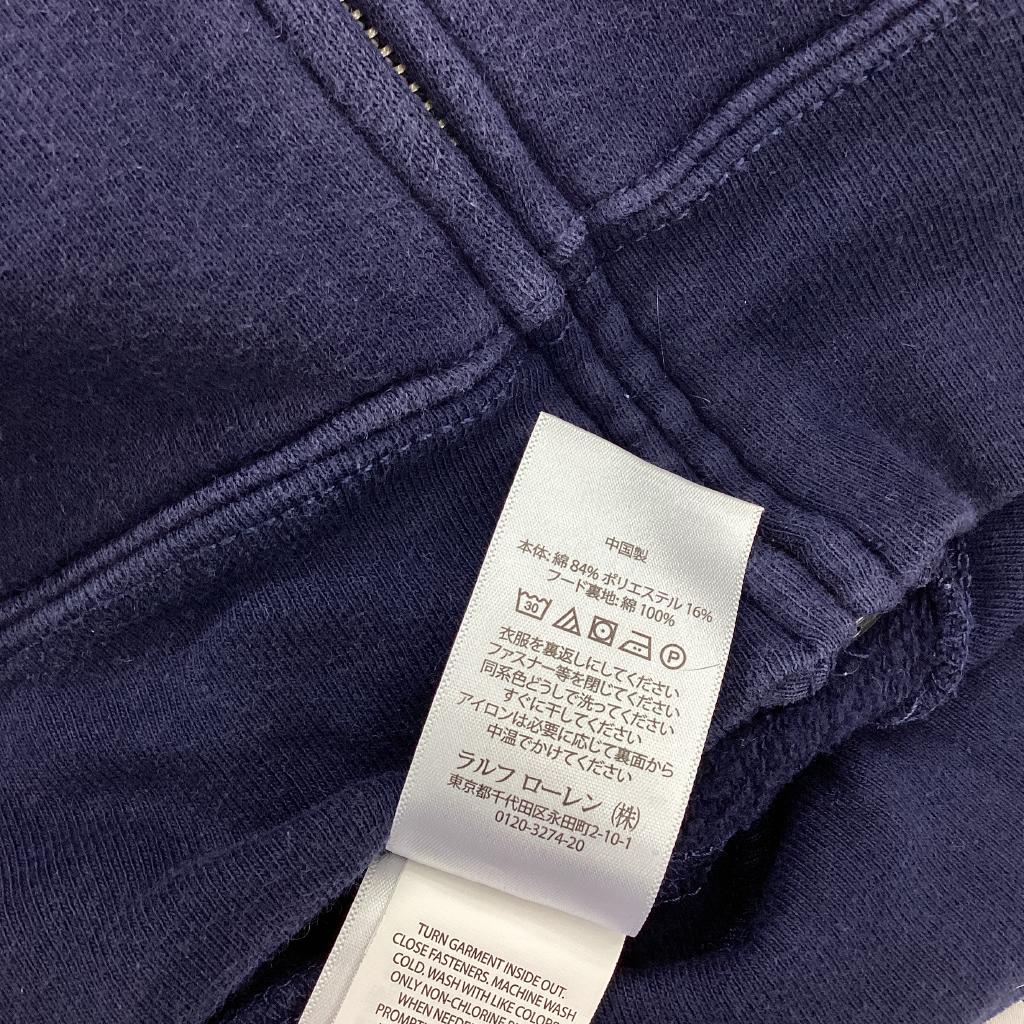 中国製
本体: 綿 84% ポリエステル 16%
フード裏地: 綿 100%
30 P
衣服を裏返しにしてください
ファスナー等を閉じてください
同系色どうしで洗ってください
すぐに干してください
アイロンは必要に応じて裏面から
中温でかけてください
ラルフ ローレン (株)
東京都千代田区永田町2-10-1
0120-3274-20
TURN GARMENT INSIDE OUT.
CLOSE FASTENERS. MACHINE WASH
COLD. WASH WITH LIKE COLORS
ONLY NON-CHLORINE
WHEN